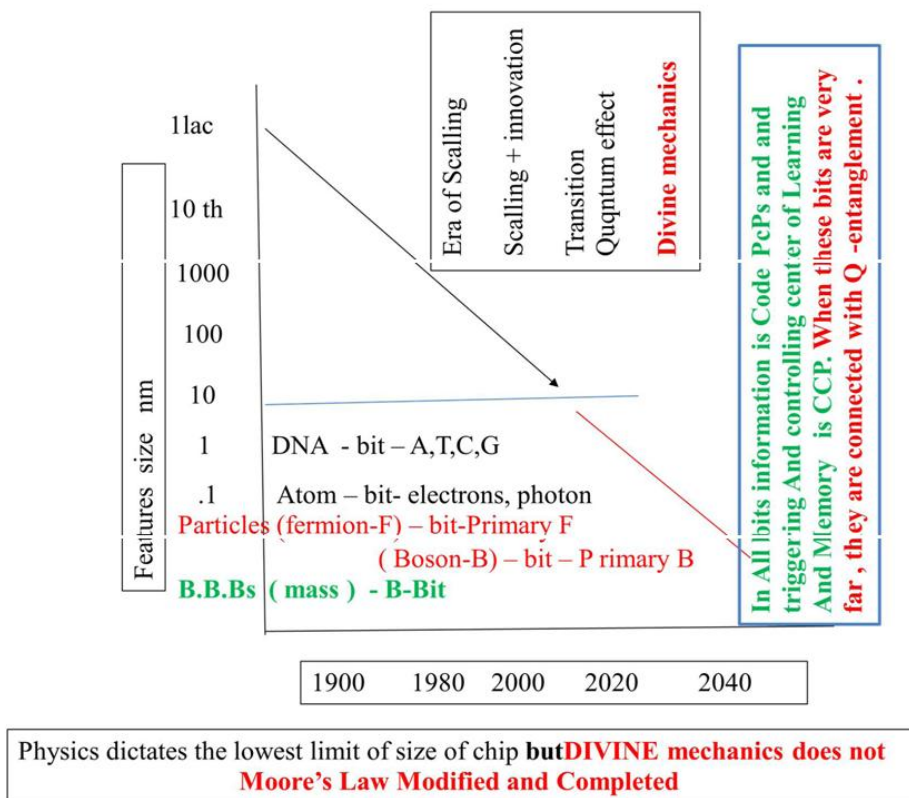 1lac
10 th
1000
100
10
1
.1
Features size nm
Era of Scalling
Scalling + innovation
Transition
Quqntum effect
Divine mechanics
In All bits information is Code PcPs and and
triggering And controlling center of Learning
And Memory is CCP. When these bits are very
far , they are connected with Q -entanglement .
DNA - bit – A,T,C,G
Atom – bit- electrons, photon
Particles (fermion-F) – bit-Primary F
( Boson-B) – bit – P rimary B
B.B.Bs ( mass ) - B-Bit
1900 1980 2000 2020 2040
Physics dictates the lowest limit of size of chip butDIVINE mechanics does not
Moore's Law Modified and Completed